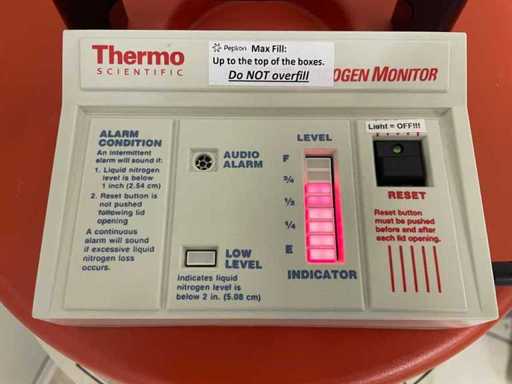 Thermo
SCIENTIFIC
Pepkon Max Fill:
Up to the top of the boxes.
Do NOT overfill
OGEN MONITOR
Light = OFF!!!
ALARM
CONDITION
An intermittent
alarm will sound if:
1. Liquid nitrogen
level is below
1 inch (2.54 cm)
2. Reset button is
not pushed
following lid
opening
A continuous
alarm will sound
if excessive liquid
nitrogen loss
occurs.
AUDIO
ALARM
LOW
LEVEL
Indicates liquid
nitrogen level is
below 2 in. (5.08 cm)
LEVEL
F
3/4
1/2
1/4
E
INDICATOR
RESET
Reset button
must be pushed
before and after
each lid opening.